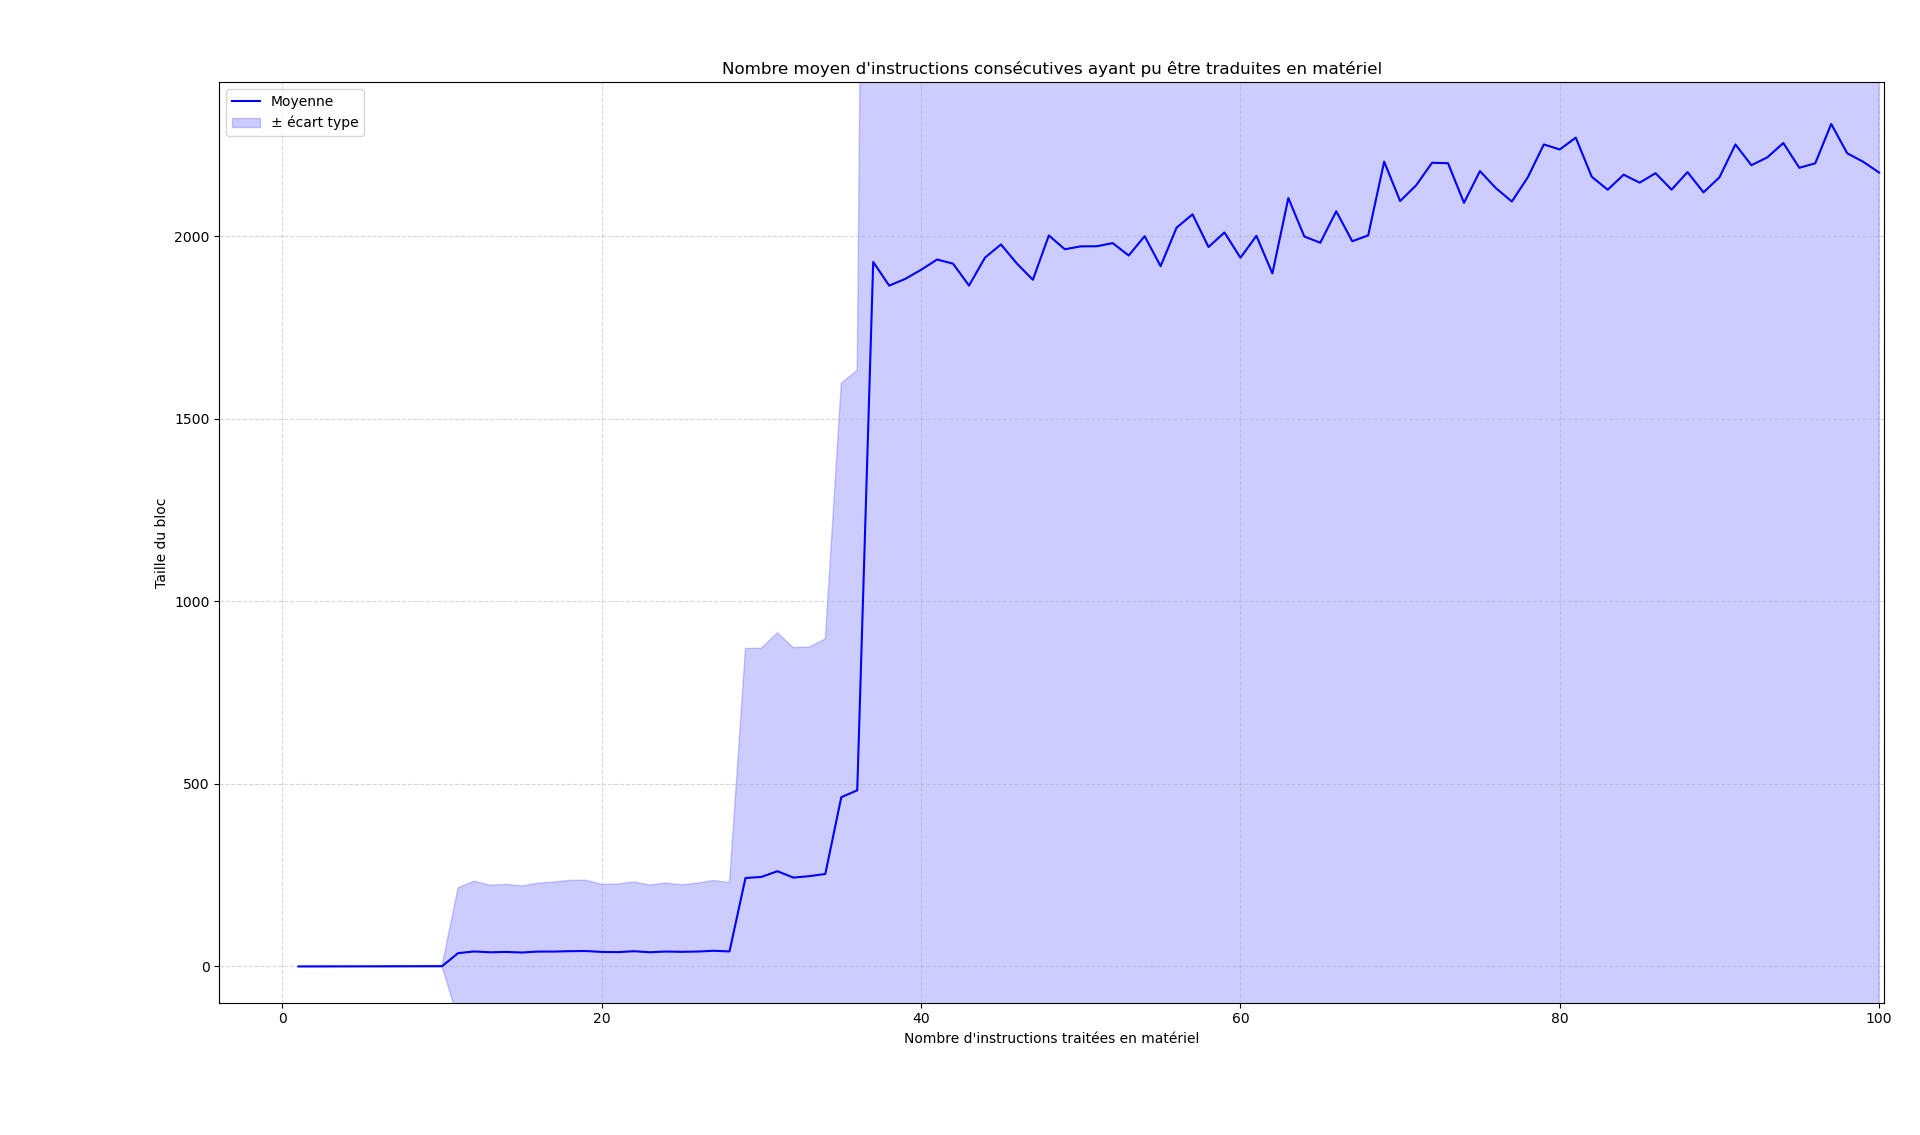 Nombre moyen d'instructions consécutives ayant pu être traduites en matériel
Moyenne
± écart type
2000
1500
1000
500
0
Taille du bloc
0 20 40 60 80 100
Nombre d'instructions traitées en matériel